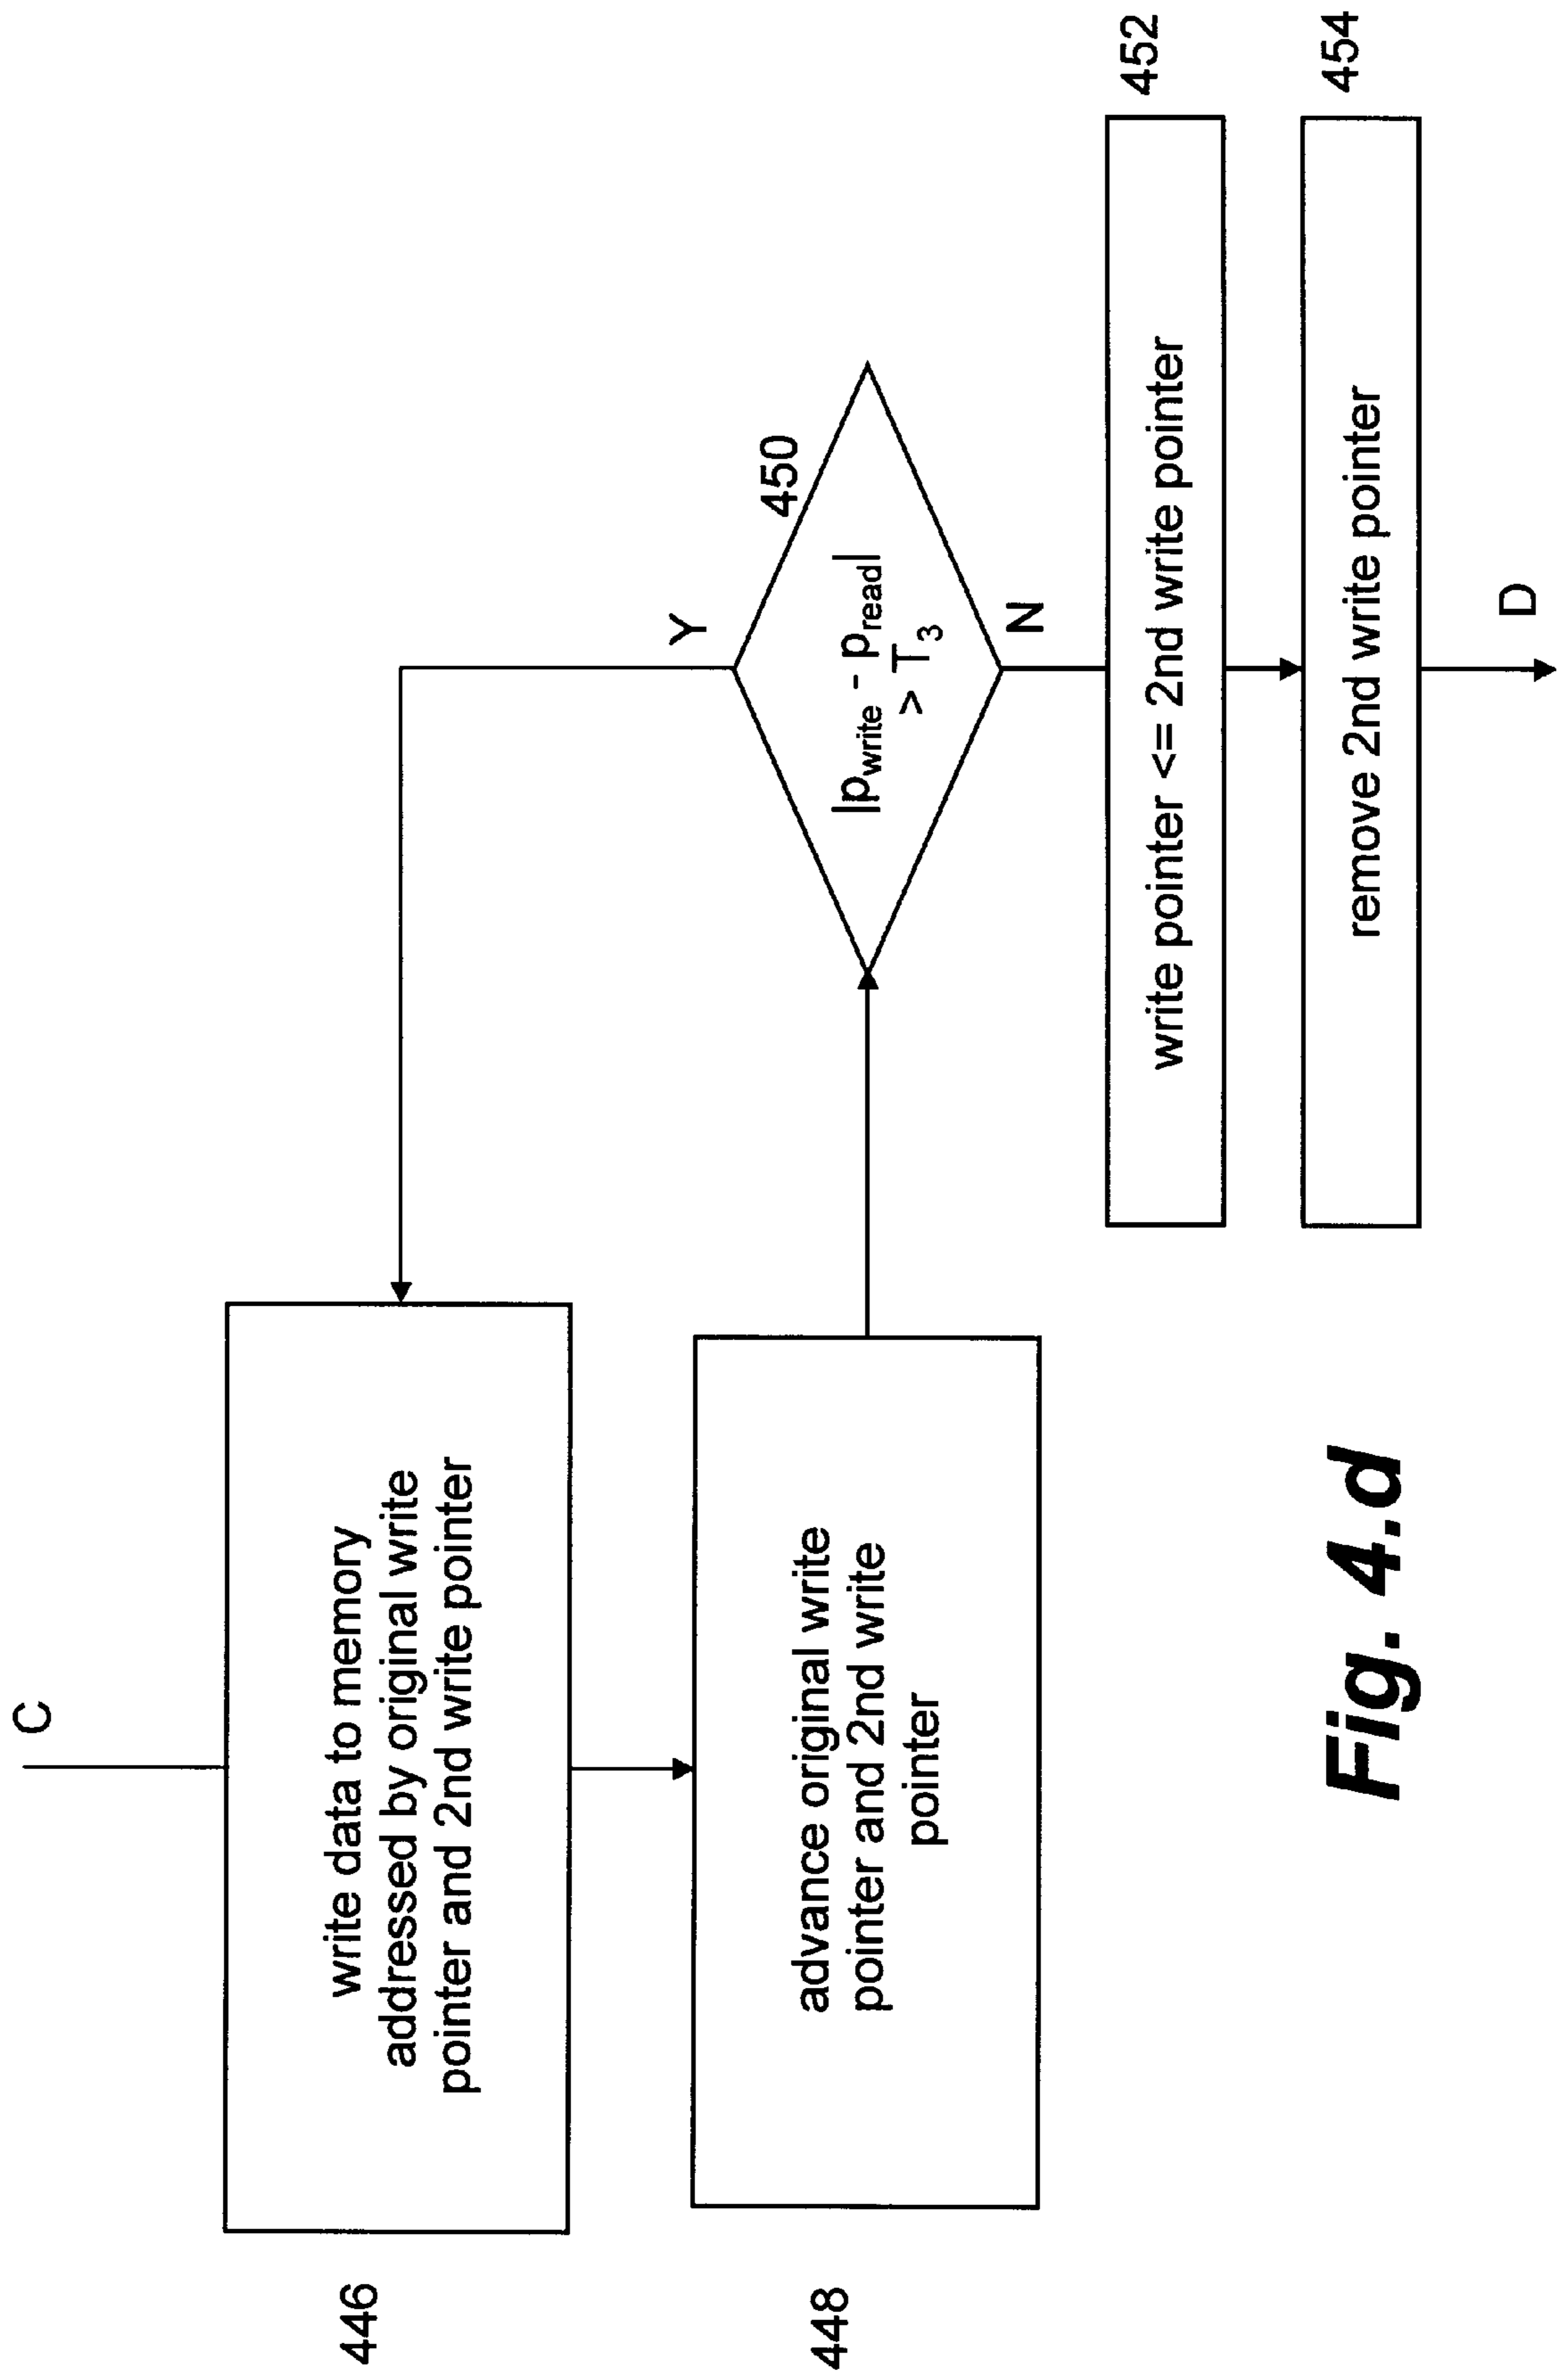 C
446
write data to memory
addressed by original write
pointer and 2nd write pointer
448
advance original write
pointer and 2nd write
pointer
Y
450
|pwrite - pread|
> T3
N
452
write pointer <= 2nd write pointer
454
remove 2nd write pointer
D
Fig. 4.d